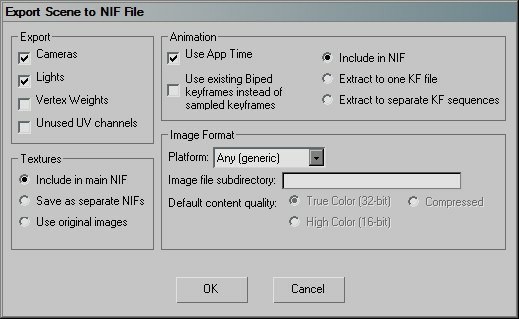 Export Scene to NIF File
Export
Cameras
Lights
Vertex Weights
Unused UV channels
Animation
Use App Time
Use existing Biped
keyframes instead of
sampled keyframes
Include in NIF
Extract to one KF file
Extract to separate KF sequences
Textures
Include in main NIF
Save as separate NIFs
Use original images
Image Format
Platform: Any (generic)
Image file subdirectory:
Default content quality: True Color (32-bit) Compressed
High Color (16-bit)
OK Cancel